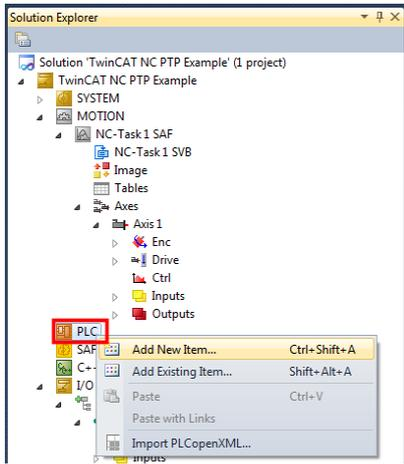 Solution Explorer
Solution 'TwinCAT NC PTP Example' (1 project)
TwinCAT NC PTP Example
SYSTEM
MOTION
NC-Task 1 SAF
NC-Task 1 SVB
Image
Tables
Axes
Axis 1
Enc
Drive
Ctrl
Inputs
Outputs
PLC
SAF
Add New Item... Ctrl+Shift+A
C+
Add Existing Item... Shift+Alt+A
I/O
Paste Ctrl+V
Paste with Links
Import PLCopenXML...
Inputs